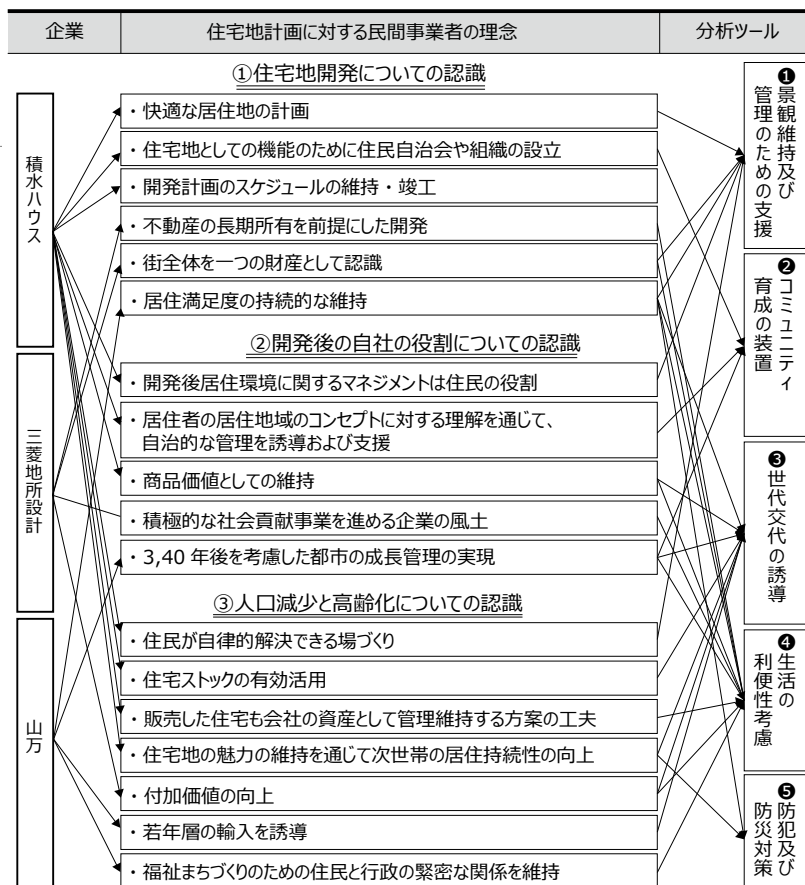 企業
住宅地計画に対する民間事業者の理念
分析ツール
①住宅地開発についての認識
・快適な居住地の計画
・住宅地としての機能のために住民自治会や組織の設立
・開発計画のスケジュールの維持・竣工
・不動産の長期所有を前提にした開発
・街全体を一つの財産として認識
・居住満足度の持続的な維持
②開発後の自社の役割についての認識
・開発後居住環境に関するマネジメントは住民の役割
・居住者の居住地域のコンセプトに対する理解を通じて、
自治的な管理を誘導および支援
・商品価値としての維持
・積極的な社会貢献事業を進める企業の風土
・3,40 年後を考慮した都市の成長管理の実現
③人口減少と高齢化についての認識
・住民が自律的解決できる場づくり
・住宅ストックの有効活用
・販売した住宅も会社の資産として管理維持する方案の工夫
・住宅地の魅力の維持を通じて次世帯の居住持続性の向上
・付加価値の向上
・若年層の輸入を誘導
・福祉まちづくりのための住民と行政の緊密な関係を維持
積水ハウス
三菱地所設計
山万
❶景観維持及び
管理のための支援
❷コミュニティ
育成の装置
❸世代交代の誘導
❹生活の
利便性考慮
❺防犯及び
防災対策